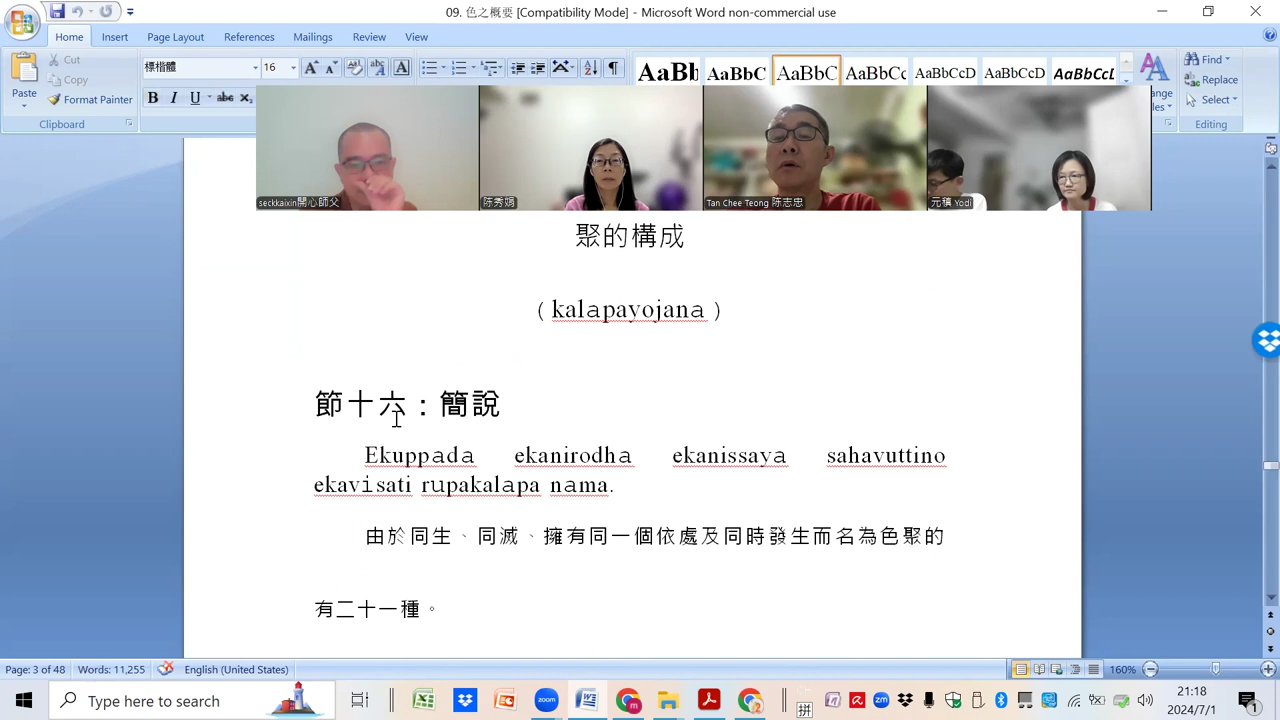 09. 色之概要 [Compatibility Mode] - Microsoft Word non-commercial use
Home Insert Page Layout References Mailings Review View
Cut
Copy
Format Painter
Paste
Clipboard
標楷體 16
B I U abc
AaBb AaBbC AaBbC AaBbCc AaBbCcD AaBbCcD AaBbCcL
Find
Replace
Select
Editing
seckkaixin開心師父
陈秀娟
Tan Chee Teong 陈志忠
元稹 Yodi
聚的構成
（kalapayojana）
節十六：簡說
Ekuppada ekanirodha ekanissaya sahavuttino
ekavisati rupakalapa nama.
由於同生、同滅、擁有同一個依處及同時發生而名為色聚的
有二十一種。
Page: 3 of 48 Words: 11,255 English (United States) 160%
Type here to search
zoom
拼
21:18
2024/7/1